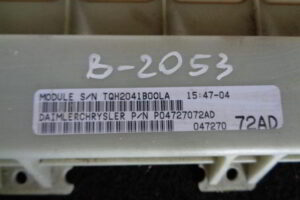 B-2053
MODULE S/N TQH2041B00LA 15:47-04
DAIMLERCHRYSLER P/N P04727072AD
047270 72AD